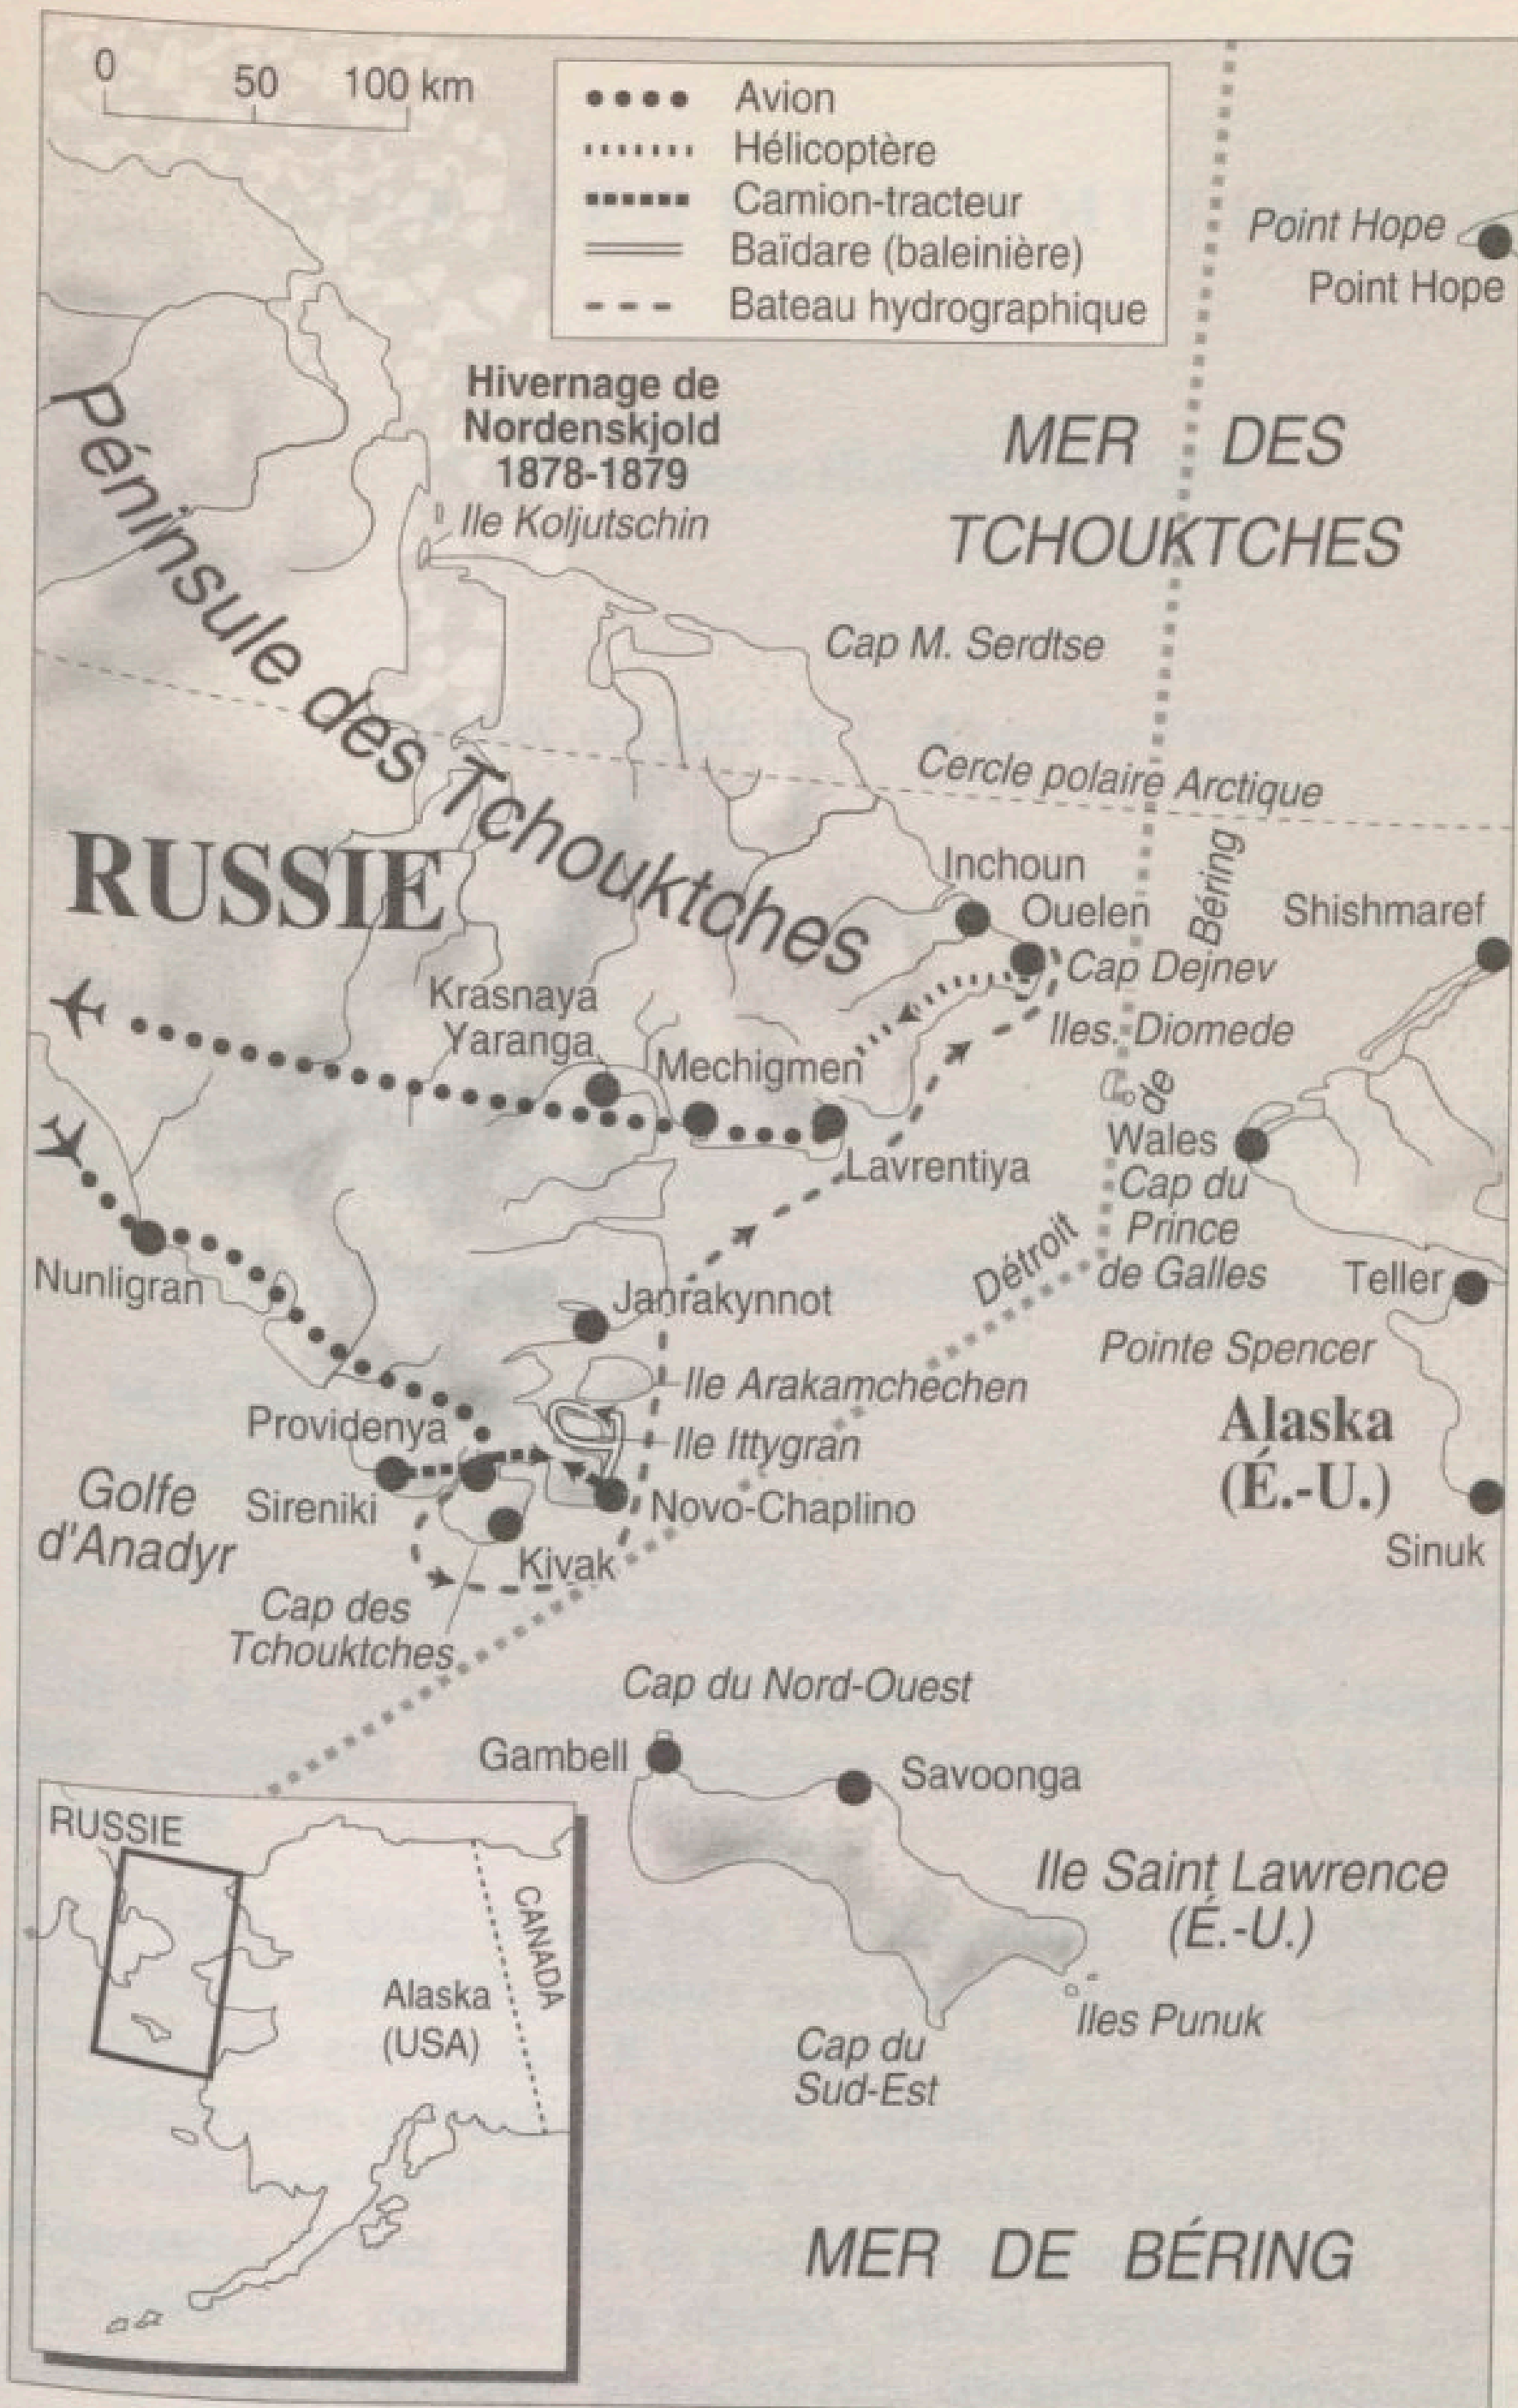 0 50 100 km
Avion
Hélicoptère
Camion-tracteur
Baïdare (baleinière)
Bateau hydrographique
Point Hope
Point Hope
Hivernage de
Nordenskjold
1878-1879
Ile Koljutschin
MER DES
TCHOUKTCHES
Péninsule des Tchouktches
Cap M. Serdtse
Cercle polaire Arctique
RUSSIE
Inchoun
Ouelen
Shishmaref
Cap Dejnev
Krasnaya
Yaranga
Iles. Diomede
Mechigmen
Détroit de Béring
Wales
Lavrentiya
Cap du
Prince
de Galles
Nunligran
Janrakynnot
Teller
Pointe Spencer
Ile Arakamchechen
Providenya
Ile Ittygran
Alaska
(É.-U.)
Golfe
d'Anadyr
Sireniki
Novo-Chaplino
Sinuk
Kivak
Cap des
Tchouktches
Cap du Nord-Ouest
Gambell
Savoonga
Ile Saint Lawrence
(É.-U.)
Iles Punuk
Cap du
Sud-Est
RUSSIE
CANADA
Alaska
(USA)
MER DE BÉRING